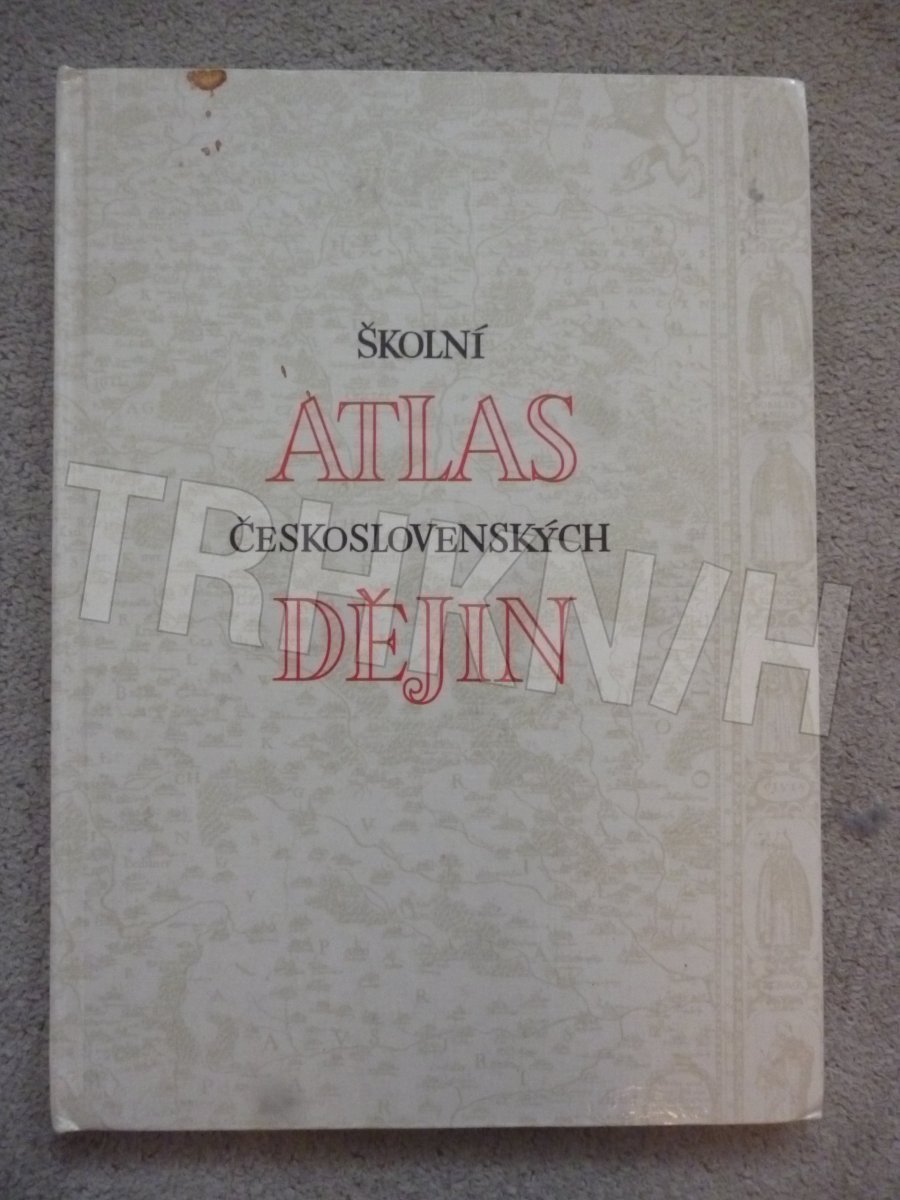 ŠKOLNÍ
ATLAS
ČESKOSLOVENSKÝCH
DĚJIN
TRHKNIH